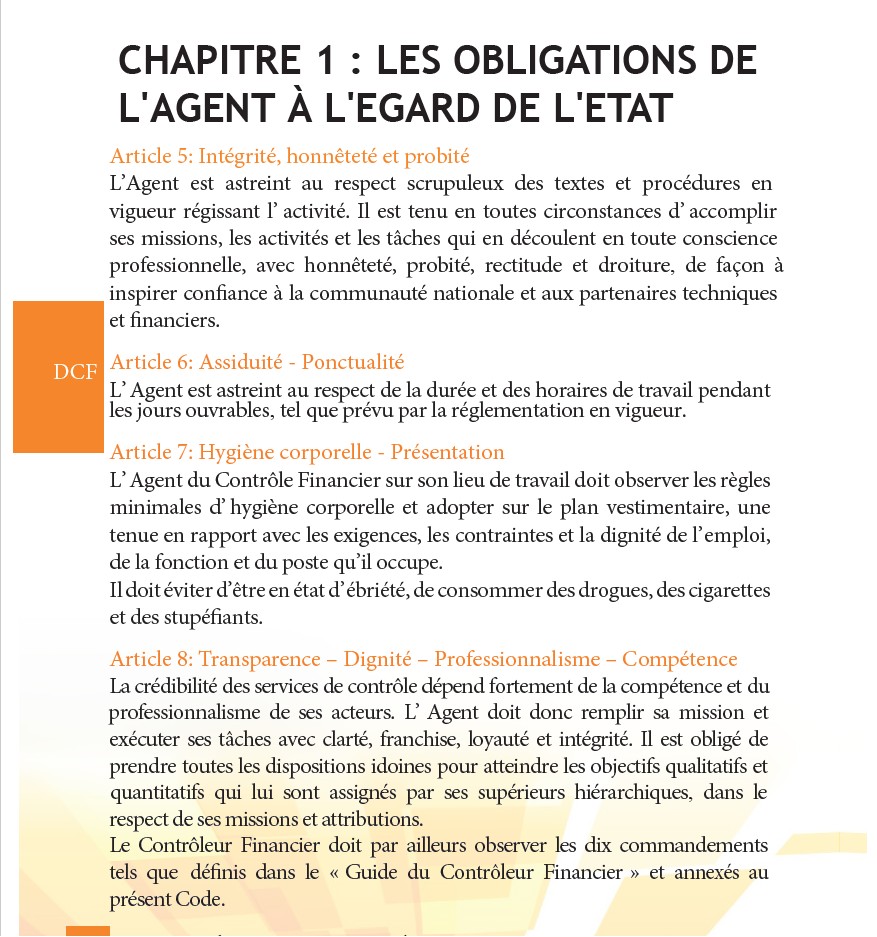 CHAPITRE 1 : LES OBLIGATIONS DE
L'AGENT À L'EGARD DE L'ETAT
Article 5: Intégrité, honnêteté et probité
L’Agent est astreint au respect scrupuleux des textes et procédures en
vigueur régissant l’ activité. Il est tenu en toutes circonstances d’ accomplir
ses missions, les activités et les tâches qui en découlent en toute conscience
professionnelle, avec honnêteté, probité, rectitude et droiture, de façon à
inspirer confiance à la communauté nationale et aux partenaires techniques
et financiers.
DCF
Article 6: Assiduité - Ponctualité
L’ Agent est astreint au respect de la durée et des horaires de travail pendant
les jours ouvrables, tel que prévu par la réglementation en vigueur.
Article 7: Hygiène corporelle - Présentation
L’ Agent du Contrôle Financier sur son lieu de travail doit observer les règles
minimales d’ hygiène corporelle et adopter sur le plan vestimentaire, une
tenue en rapport avec les exigences, les contraintes et la dignité de l’emploi,
de la fonction et du poste qu’il occupe.
Il doit éviter d’être en état d’ébriété, de consommer des drogues, des cigarettes
et des stupéfiants.
Article 8: Transparence – Dignité – Professionnalisme – Compétence
La crédibilité des services de contrôle dépend fortement de la compétence et du
professionnalisme de ses acteurs. L’ Agent doit donc remplir sa mission et
exécuter ses tâches avec clarté, franchise, loyauté et intégrité. Il est obligé de
prendre toutes les dispositions idoines pour atteindre les objectifs qualitatifs et
quantitatifs qui lui sont assignés par ses supérieurs hiérarchiques, dans le
respect de ses missions et attributions.
Le Contrôleur Financier doit par ailleurs observer les dix commandements
tels que définis dans le « Guide du Contrôleur Financier » et annexés au
présent Code.